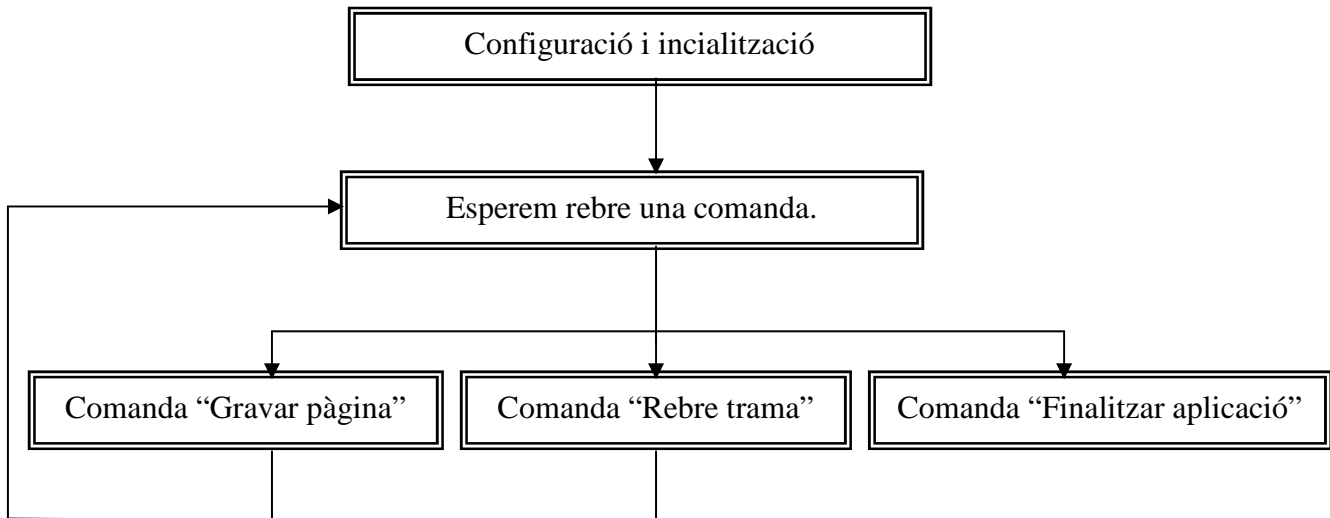 Configuració i incialització
Esperem rebre una comanda.
Comanda “Gravar pàgina”
Comanda “Rebre trama”
Comanda “Finalitzar aplicació”